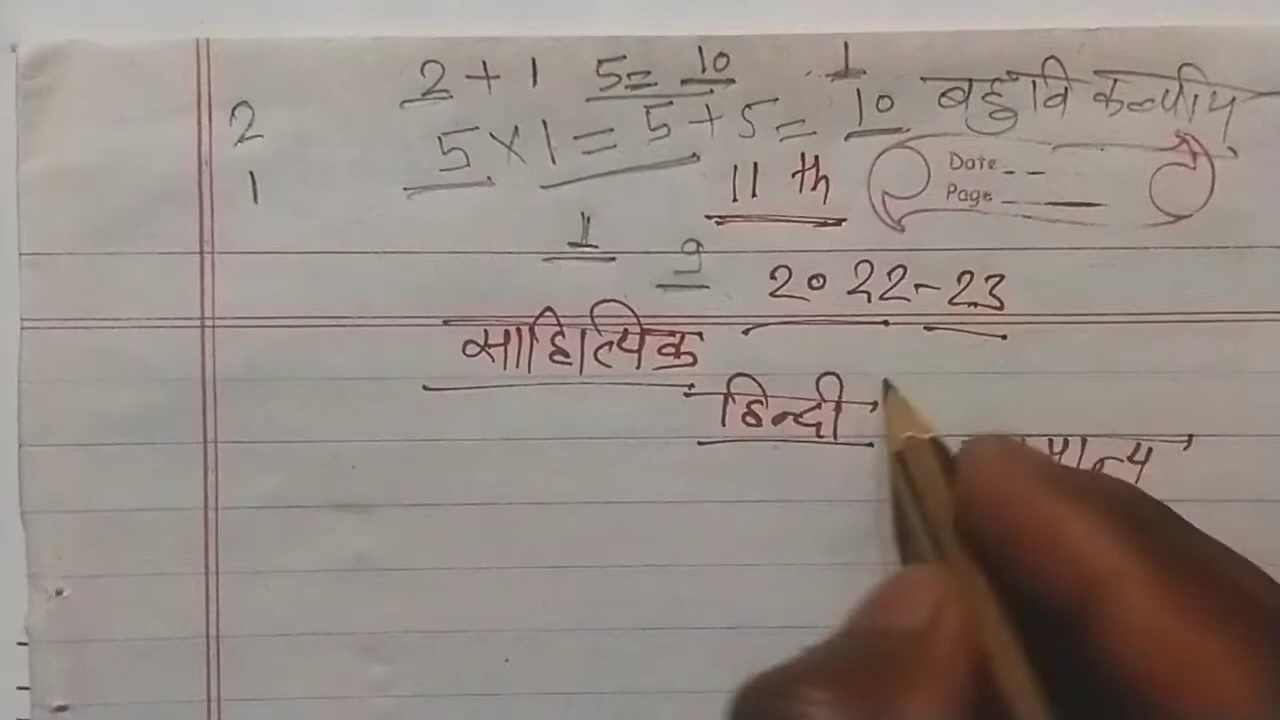 2 + 1 5 = 10 1
2 5 × 1 = 5 + 5 = 10 बहुविकल्पीय
1 11 th Date
Page
1 9
2022-23
साहित्यिक
हिन्दी